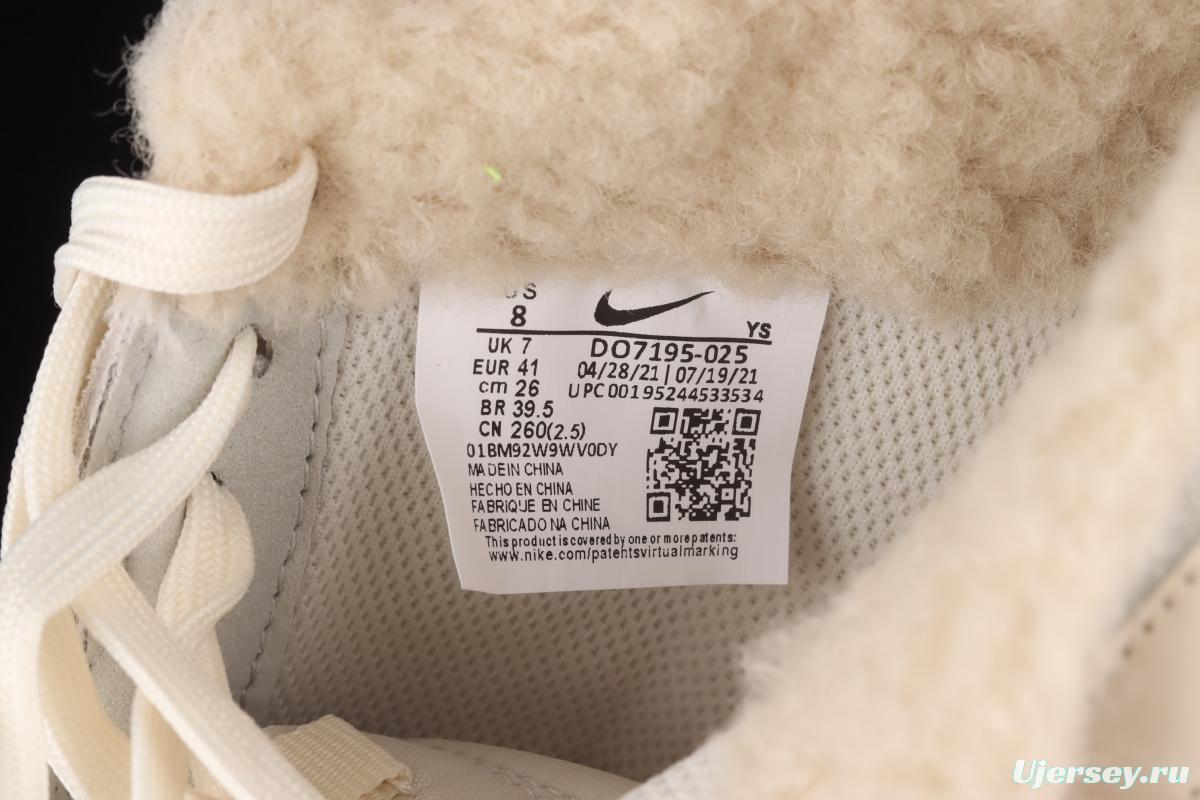 US
8
YS
UK 7
DO7195-025
EUR 41
04/28/21 | 07/19/21
cm 26
UPC 00195244533534
BR 39.5
CN 260(2.5)
01BM92W9WV0DY
MADE IN CHINA
HECHO EN CHINA
FABRIQUE EN CHINE
FABRICADO NA CHINA
This product is covered by one or more patents:
www.nike.com/patentsvirtualmarking
Ujersey.ru